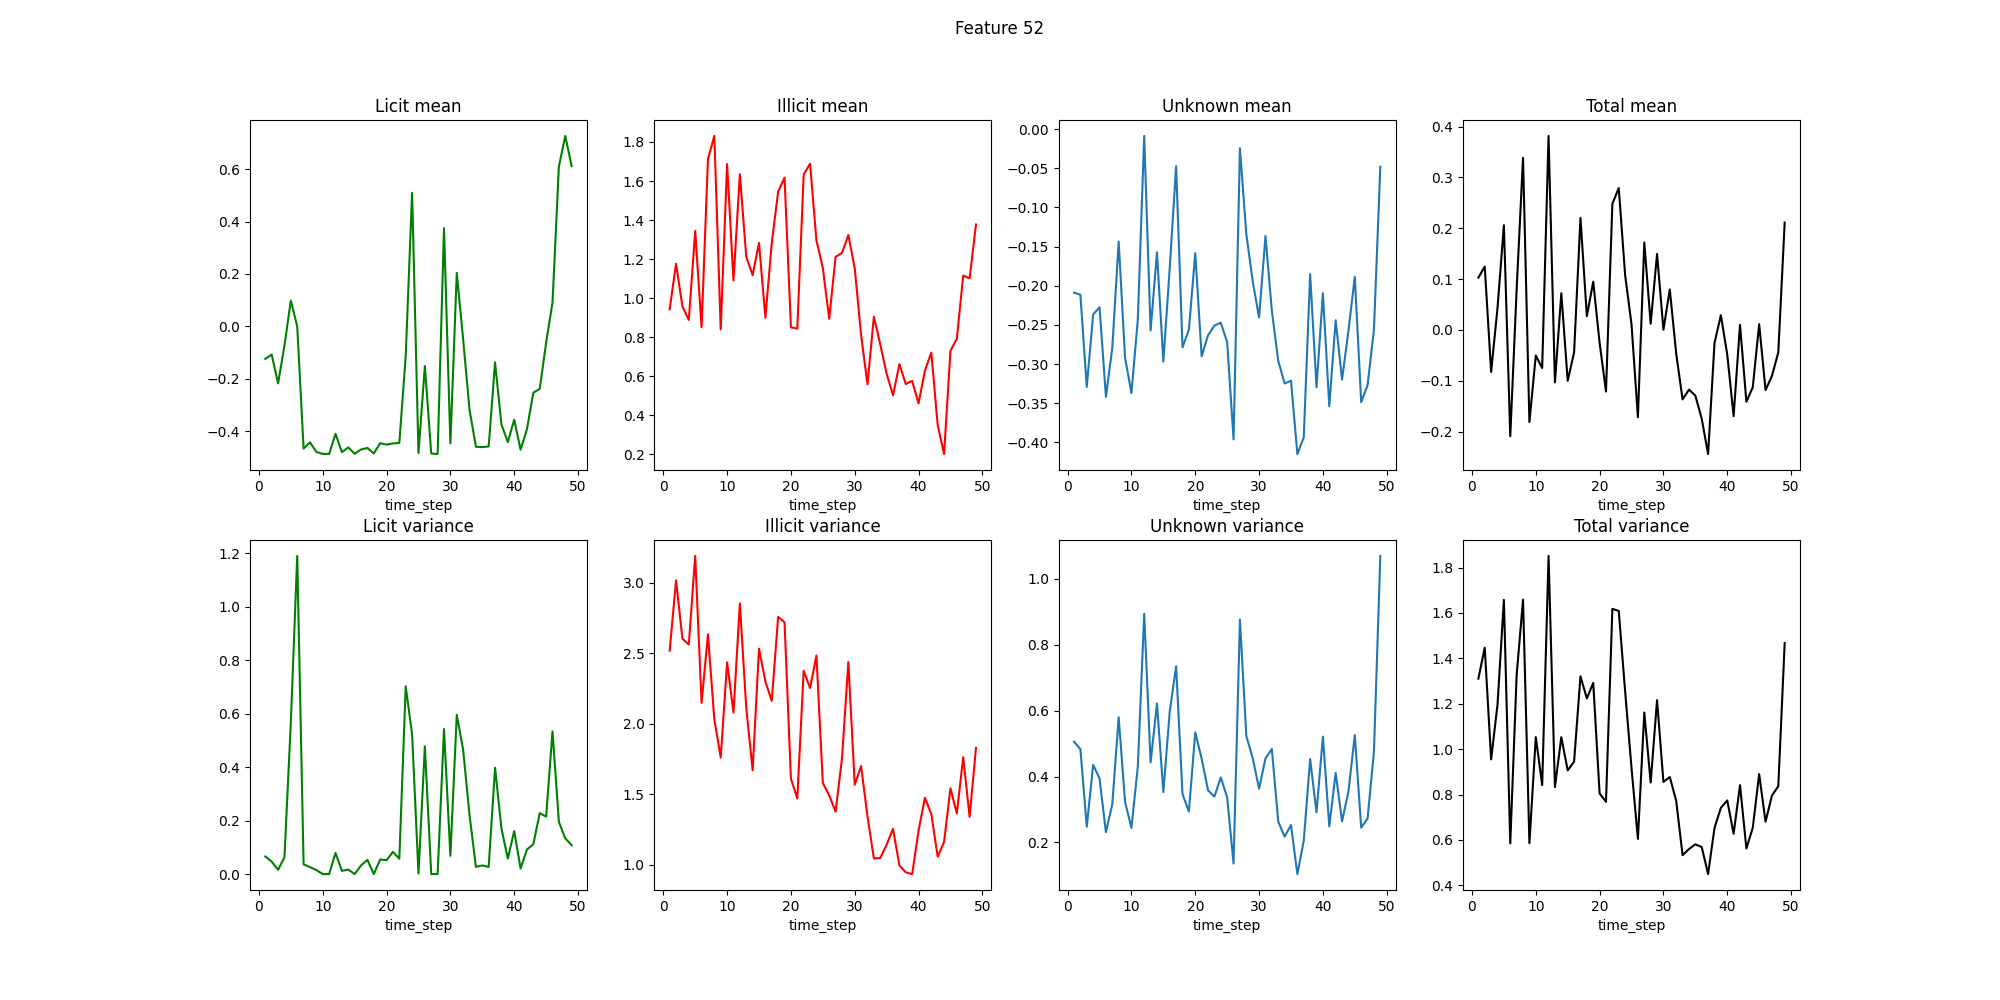 Feature 52
Licit mean
Illicit mean
Unknown mean
Total mean
0.6
0.4
0.2
0.0
−0.2
−0.4
0 10 20 30 40 50
time_step
1.8
1.6
1.4
1.2
1.0
0.8
0.6
0.4
0.2
0 10 20 30 40 50
time_step
0.00
−0.05
−0.10
−0.15
−0.20
−0.25
−0.30
−0.35
−0.40
0 10 20 30 40 50
time_step
0.4
0.3
0.2
0.1
0.0
−0.1
−0.2
0 10 20 30 40 50
time_step
Licit variance
Illicit variance
Unknown variance
Total variance
1.2
1.0
0.8
0.6
0.4
0.2
0.0
0 10 20 30 40 50
time_step
3.0
2.5
2.0
1.5
1.0
0 10 20 30 40 50
time_step
1.0
0.8
0.6
0.4
0.2
0 10 20 30 40 50
time_step
1.8
1.6
1.4
1.2
1.0
0.8
0.6
0.4
0 10 20 30 40 50
time_step